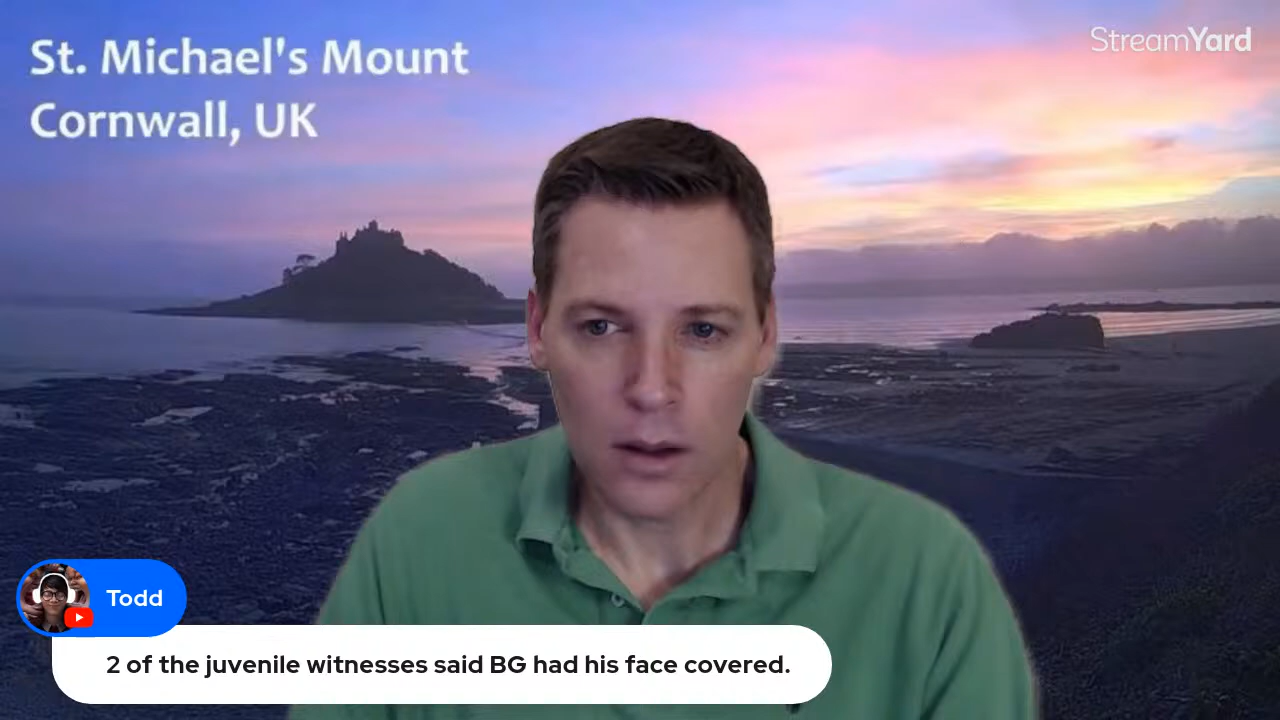 St. Michael's Mount
Cornwall, UK
StreamYard
Todd
2 of the juvenile witnesses said BG had his face covered.